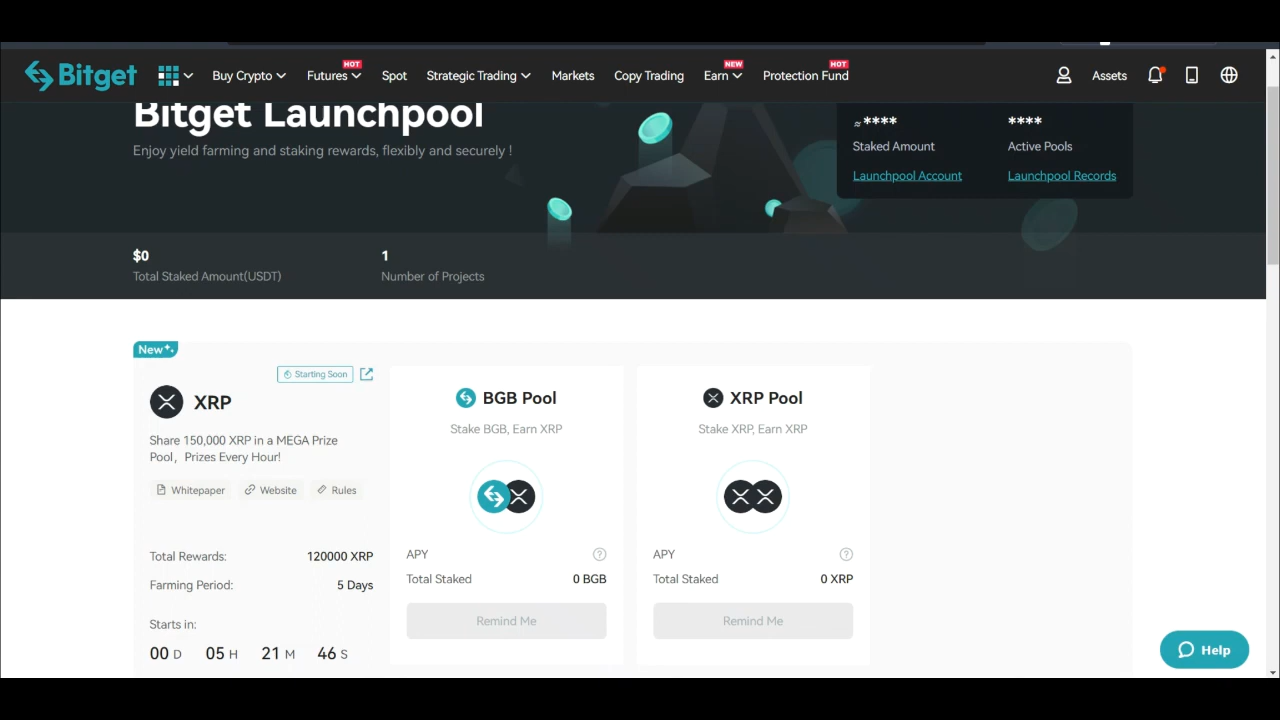 Bitget
Buy Crypto
Futures
HOT
Spot
Strategic Trading
Markets
Copy Trading
Earn
NEW
Protection Fund
HOT
Assets
Bitget Launchpool
Enjoy yield farming and staking rewards, flexibly and securely !
≈ ****
****
Staked Amount
Active Pools
Launchpool Account
Launchpool Records
$0
1
Total Staked Amount(USDT)
Number of Projects
New
Starting Soon
XRP
Share 150,000 XRP in a MEGA Prize
Pool，Prizes Every Hour!
Whitepaper
Website
Rules
Total Rewards: 120000 XRP
Farming Period: 5 Days
Starts in:
00 D 05 H 21 M 46 S
BGB Pool
Stake BGB, Earn XRP
APY ?
Total Staked 0 BGB
Remind Me
XRP Pool
Stake XRP, Earn XRP
APY ?
Total Staked 0 XRP
Remind Me
Help